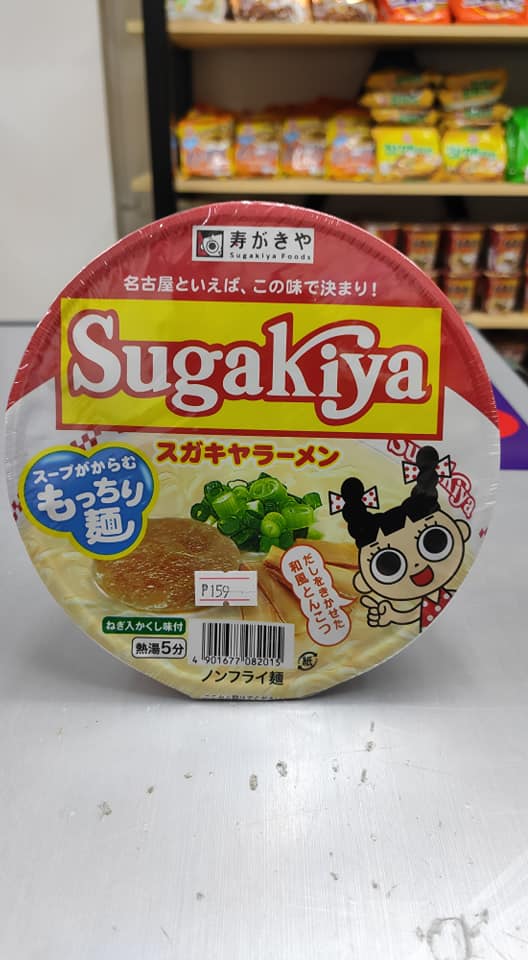 寿がきや
Sugakiya Foods
名古屋といえば、この味で決まり!
Sugakiya
スガキヤラーメン
Sugakiya
スープがからむ
もっちり
麺
だしをきかせた
和風とんこつ
₱159
ねぎ入かくし味付
熱湯5分
4 901677 082015
紙
ノンフライ麺